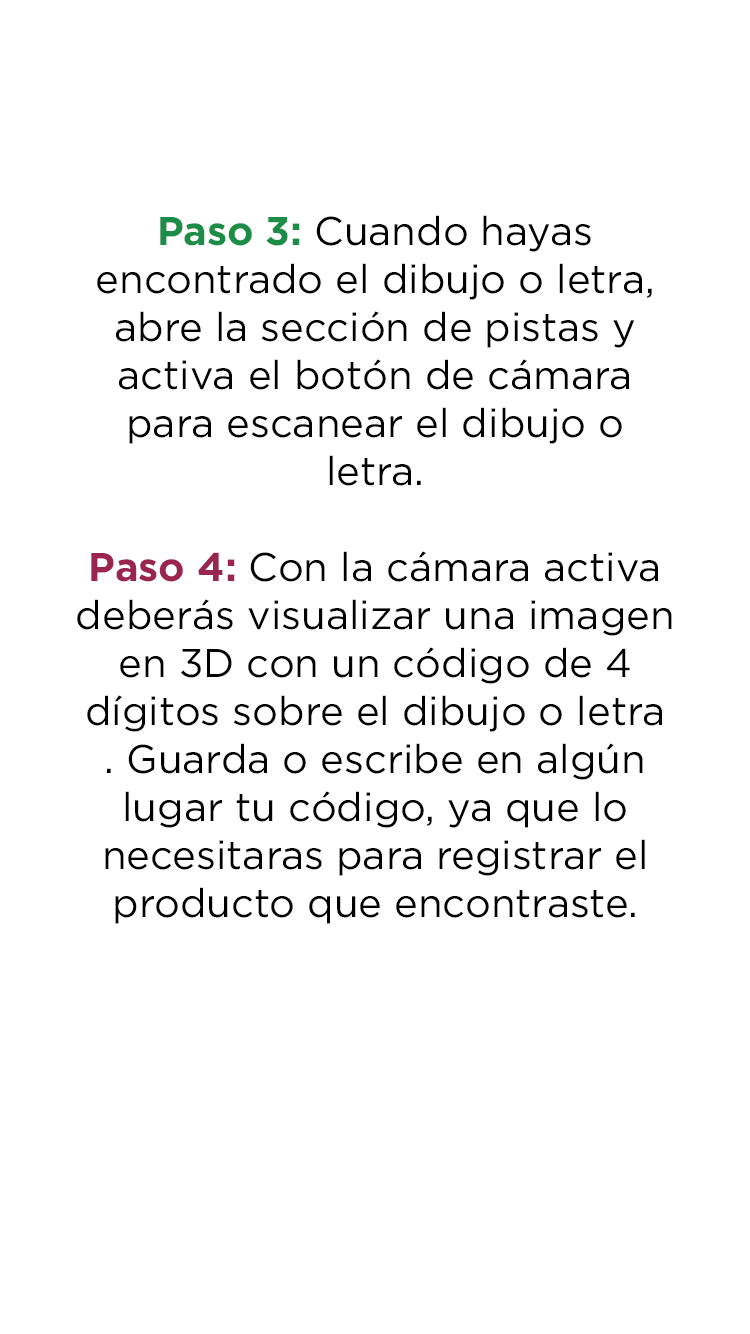 Paso 3: Cuando hayas
encontrado el dibujo o letra,
abre la sección de pistas y
activa el botón de cámara
para escanear el dibujo o
letra.
Paso 4: Con la cámara activa
deberás visualizar una imagen
en 3D con un código de 4
dígitos sobre el dibujo o letra
. Guarda o escribe en algún
lugar tu código, ya que lo
necesitaras para registrar el
producto que encontraste.